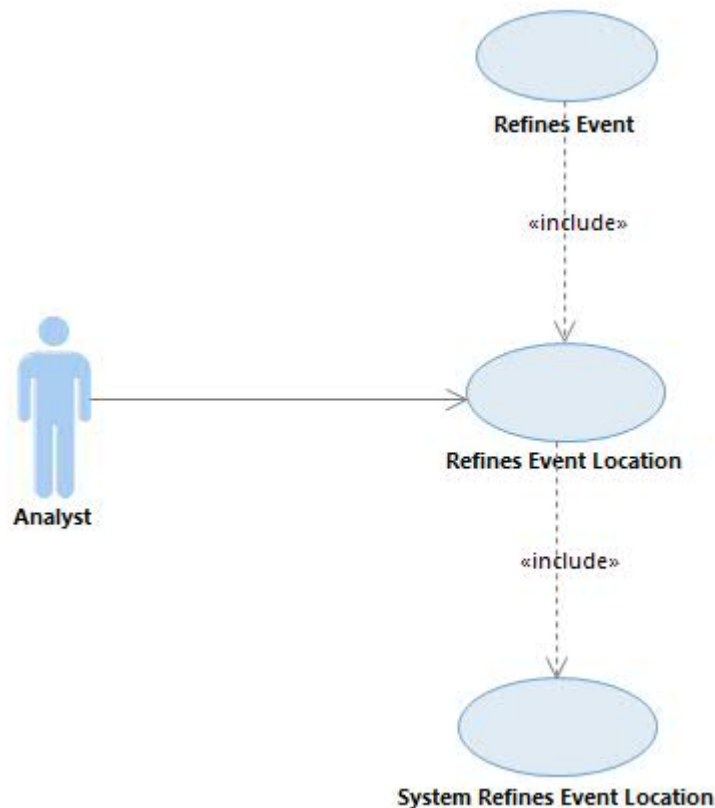 Refines Event
«include»
Refines Event Location
Analyst
«include»
System Refines Event Location